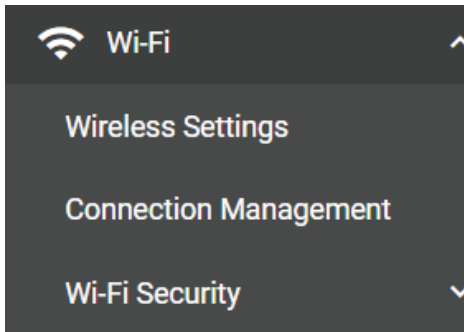 Wi-Fi
Wireless Settings
Connection Management
Wi-Fi Security